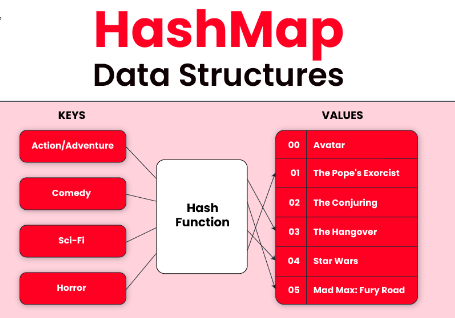 HashMap
Data Structures
KEYS
VALUES
Action/Adventure
Comedy
Sci-Fi
Horror
Hash
Function
00 Avatar
01 The Pope's Exorcist
02 The Conjuring
03 The Hangover
04 Star Wars
05 Mad Max: Fury Road